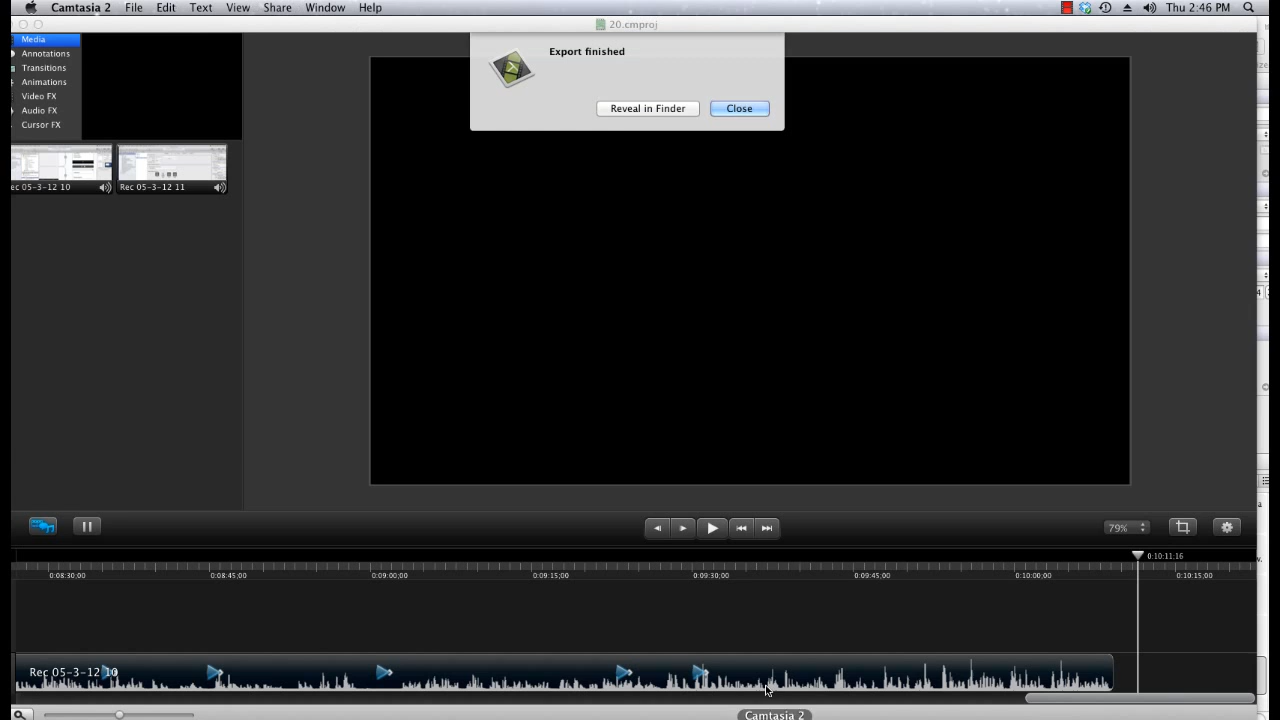 Camtasia 2 File Edit Text View Share Window Help Thu 2:46 PM
20.cmproj
Media
Annotations
Transitions
Animations
Video FX
Audio FX
Cursor FX
Export finished
Reveal in Finder Close
ec 05-3-12 10 Rec 05-3-12 11
79%
0:10:11:16
0:08:30;00 0:08:45;00 0:09:00;00 0:09:15;00 0:09:30;00 0:09:45;00 0:10:00;00 0:10:15;00
Rec 05-3-12 10
Camtasia 2